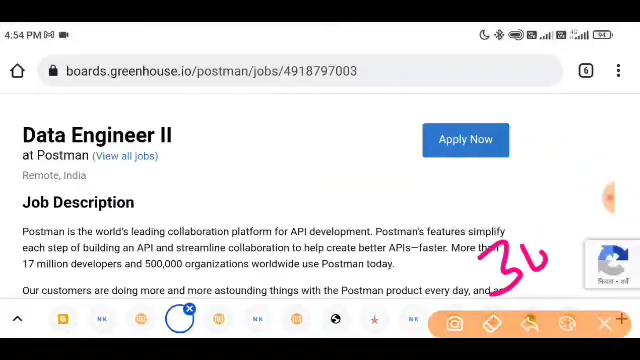 4:54 PM
94
boards.greenhouse.io/postman/jobs/4918797003
6
Data Engineer II
Apply Now
at Postman (View all jobs)
Remote, India
Job Description
Postman is the world's leading collaboration platform for API development. Postman's features simplify
each step of building an API and streamline collaboration to help create better APIs—faster. More than
17 million developers and 500,000 organizations worldwide use Postman today.
Our customers are doing more and more astounding things with the Postman product every day, and as
NK
NK
NK